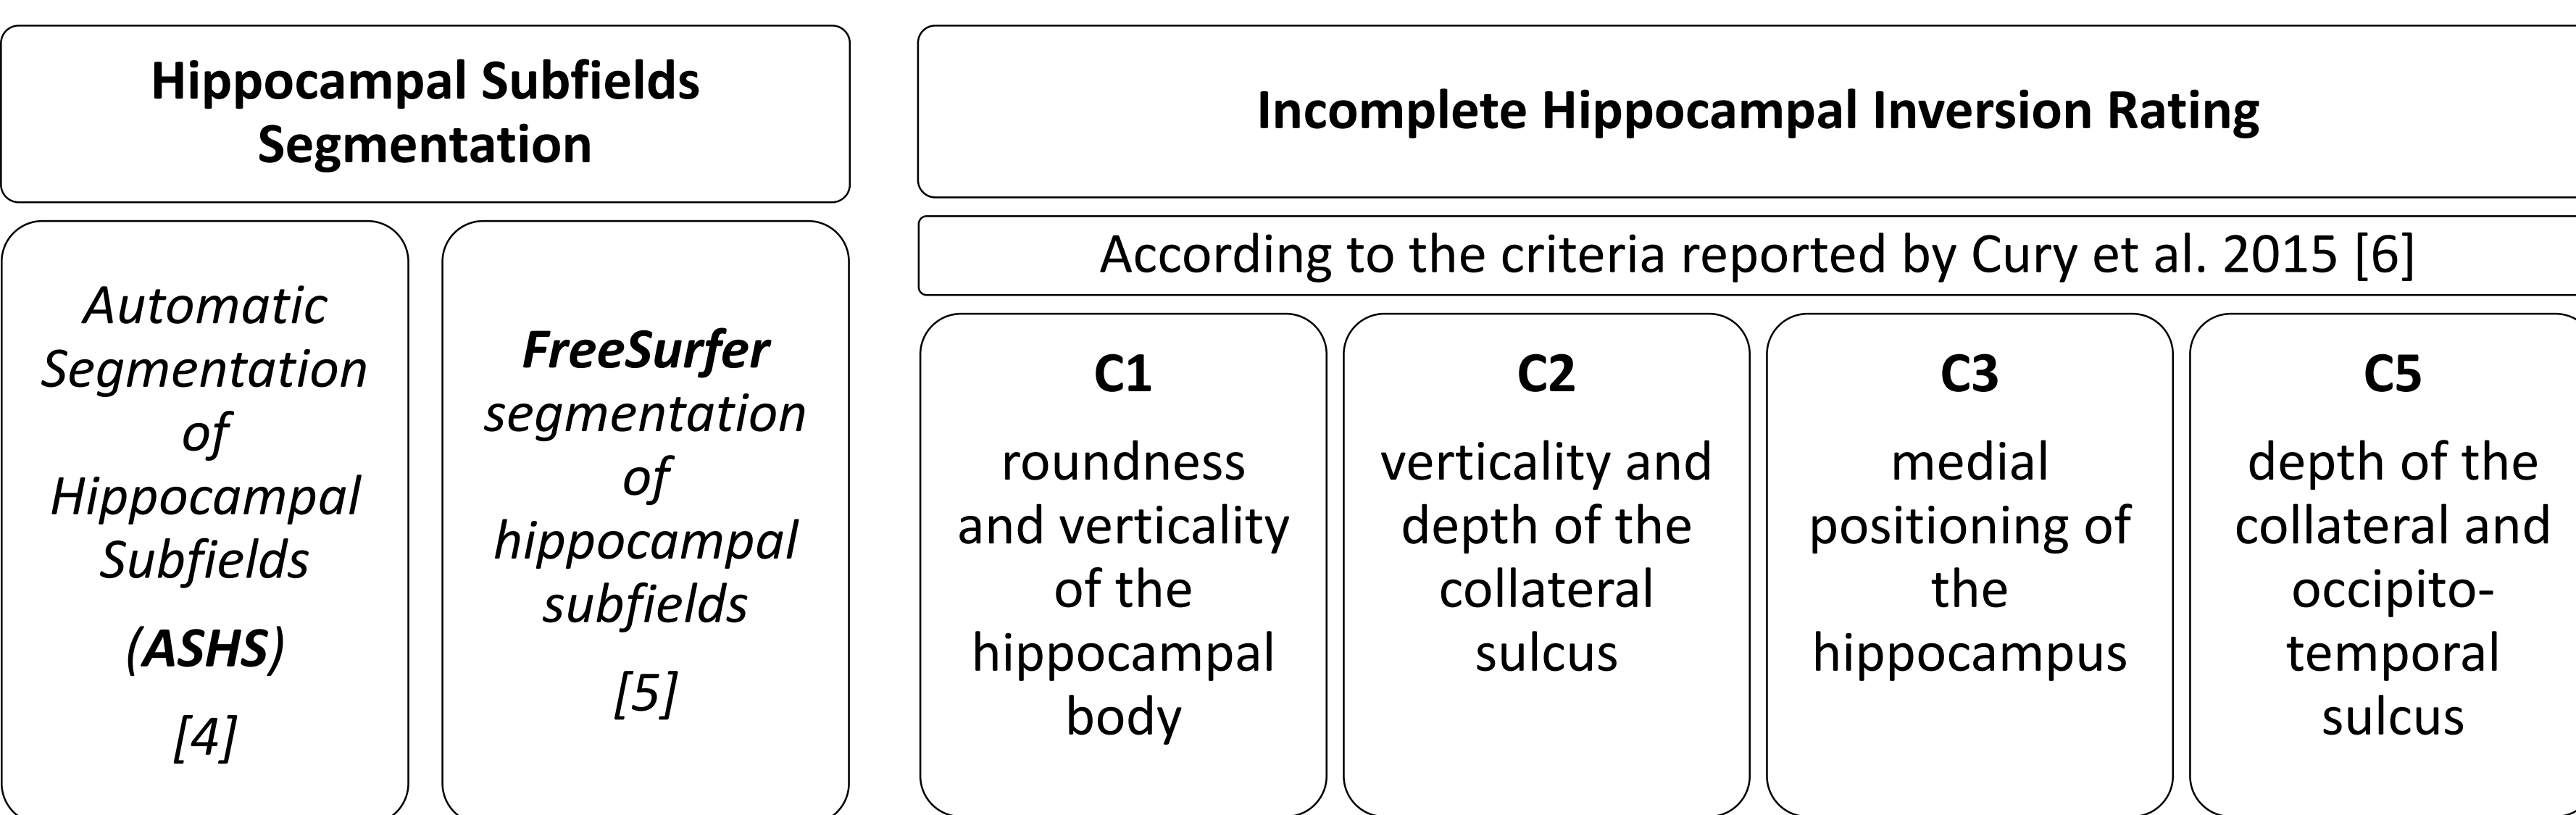 Hippocampal Subfields
Segmentation
Automatic
Segmentation
of
Hippocampal
Subfields
(ASHS)
[4]
FreeSurfer
segmentation
of
hippocampal
subfields
[5]
Incomplete Hippocampal Inversion Rating
According to the criteria reported by Cury et al. 2015 [6]
C1
roundness
and verticality
of the
hippocampal
body
C2
verticality and
depth of the
collateral
sulcus
C3
medial
positioning of
the
hippocampus
C5
depth of the
collateral and
occipito-
temporal
sulcus